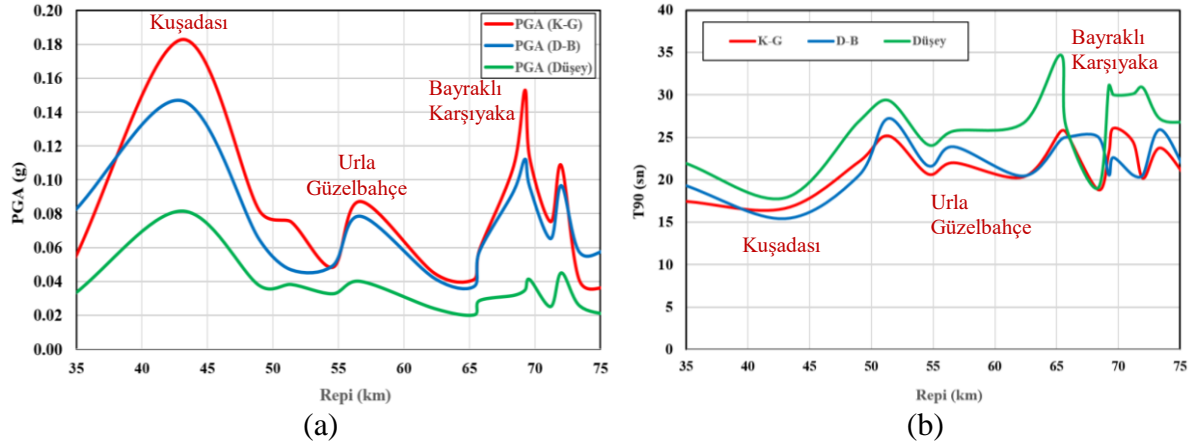 Kuşadası
PGA (K-G)
PGA (D-B)
PGA (Düşey)
Bayraklı
Karşıyaka
Urla
Güzelbahçe
PGA (g)
0.20
0.18
0.16
0.14
0.12
0.10
0.08
0.06
0.04
0.02
0.00
35 40 45 50 55 60 65 70 75
Repi (km)
(a)
K-G D-B Düşey
Bayraklı
Karşıyaka
Urla
Güzelbahçe
Kuşadası
T90 (sn)
40
35
30
25
20
15
10
5
0
35 40 45 50 55 60 65 70 75
Repi (km)
(b)